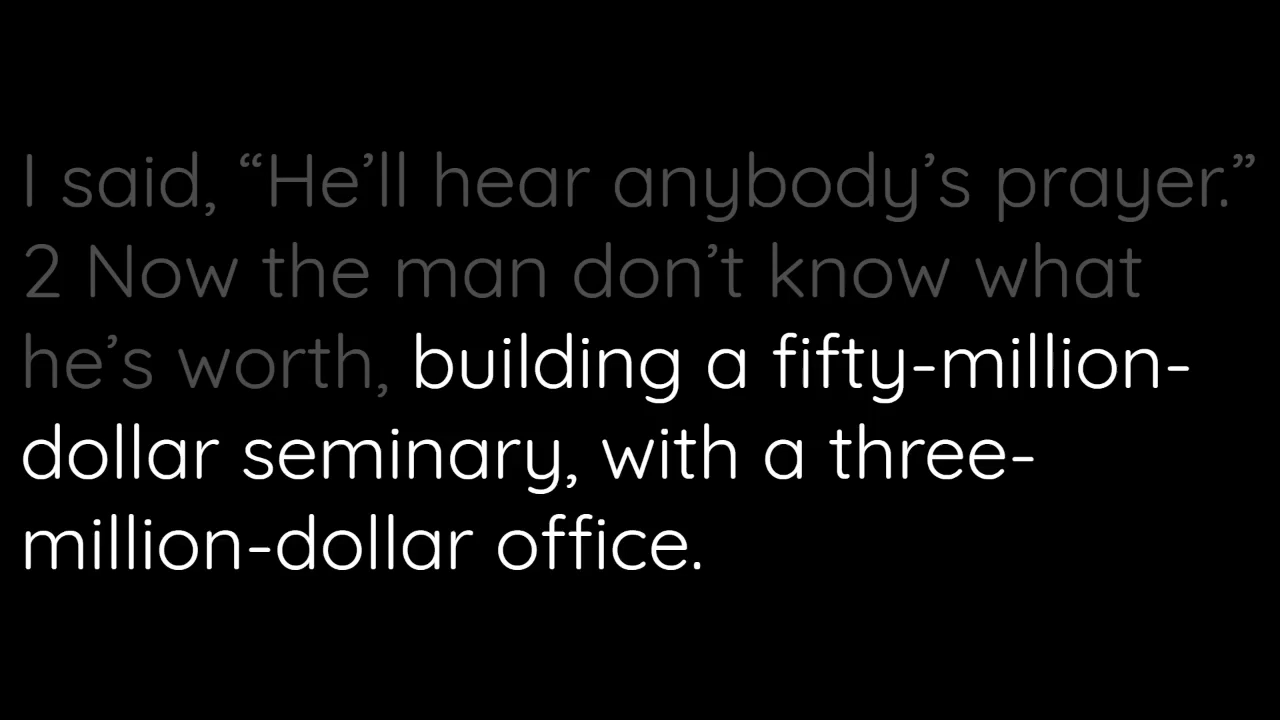 I said, “He’ll hear anybody’s prayer.”
2 Now the man don’t know what
he’s worth, building a fifty-million-
dollar seminary, with a three-
million-dollar office.